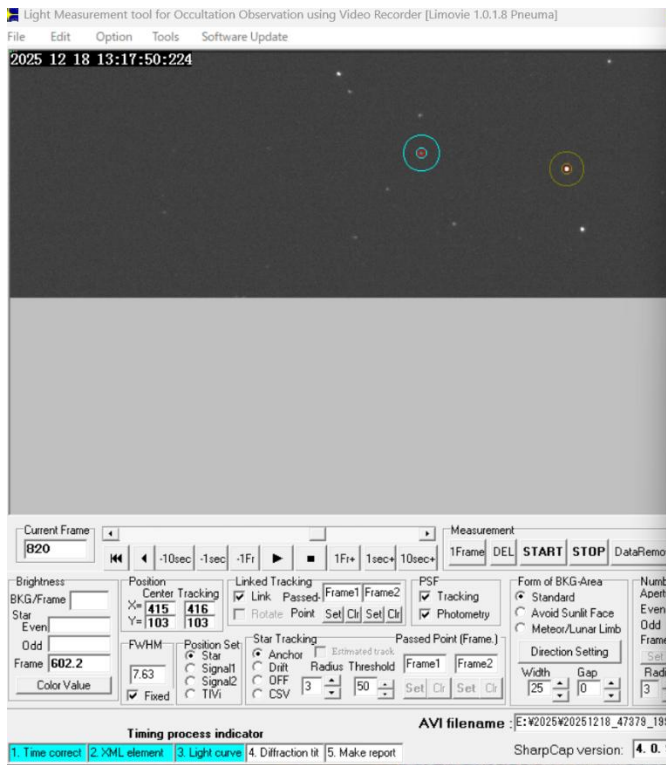 Light Measurement tool for Occultation Observation using Video Recorder [Limovie 1.0.1.8 Pneuma]
File Edit Option Tools Software Update
2025 12 18 13:17:50:224
Current Frame
820
-10sec -1sec -1Fr 1Fr+ 1sec+ 10sec+
Measurement
1Frame DEL START STOP DataRemo
Brightness
BKG/Frame
Star
Even
Odd
Frame 602.2
Color Value
Position
Center Tracking
X= 415 416
Y= 103 103
FWHM
7.63
Fixed
Position Set
Star
Signal1
Signal2
TIVi
Linked Tracking
Link Passed- Frame1 Frame2
Rotate Point Set Clr Set Clr
Star Tracking
Anchor
Drift
OFF
CSV
Estimated track
Radius Threshold
3 50
Passed Point (Frame.)
Frame1 Frame2
Set Clr Set Clr
PSF
Tracking
Photometry
Form of BKG-Area
Standard
Avoid Sunlit Face
Meteor/Lunar Limb
Direction Setting
Width Gap
25 0
Numb
Apert
Even
Odd
Frame
Set
Radi
3
AVI filename : E:¥2025¥20251218_47379_19
Timing process indicator
1. Time correct 2. XML element 3. Light curve 4. Diffraction tit 5. Make report
SharpCap version: 4. 0.